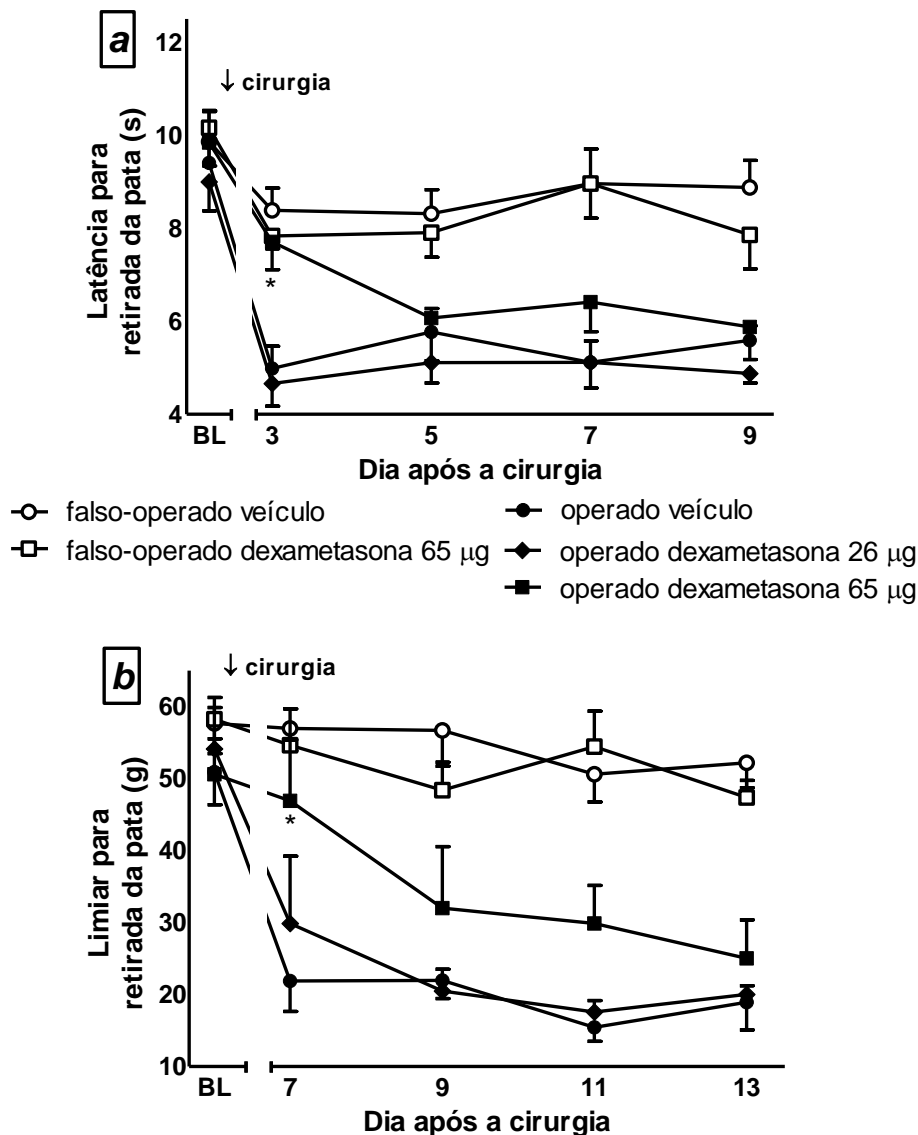 a
↓ cirurgia
Latência para
retirada da pata (s)
12
10
8
6
4
BL 3 5 7 9
Dia após a cirurgia
falso-operado veículo
falso-operado dexametasona 65 µg
operado veículo
operado dexametasona 26 µg
operado dexametasona 65 µg
*
b
↓ cirurgia
Limiar para
retirada da pata (g)
60
50
40
30
20
10
*
BL 7 9 11 13
Dia após a cirurgia